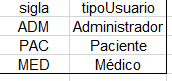 sigla tipoUsuario
ADM Administrador
PAC Paciente
MED Médico